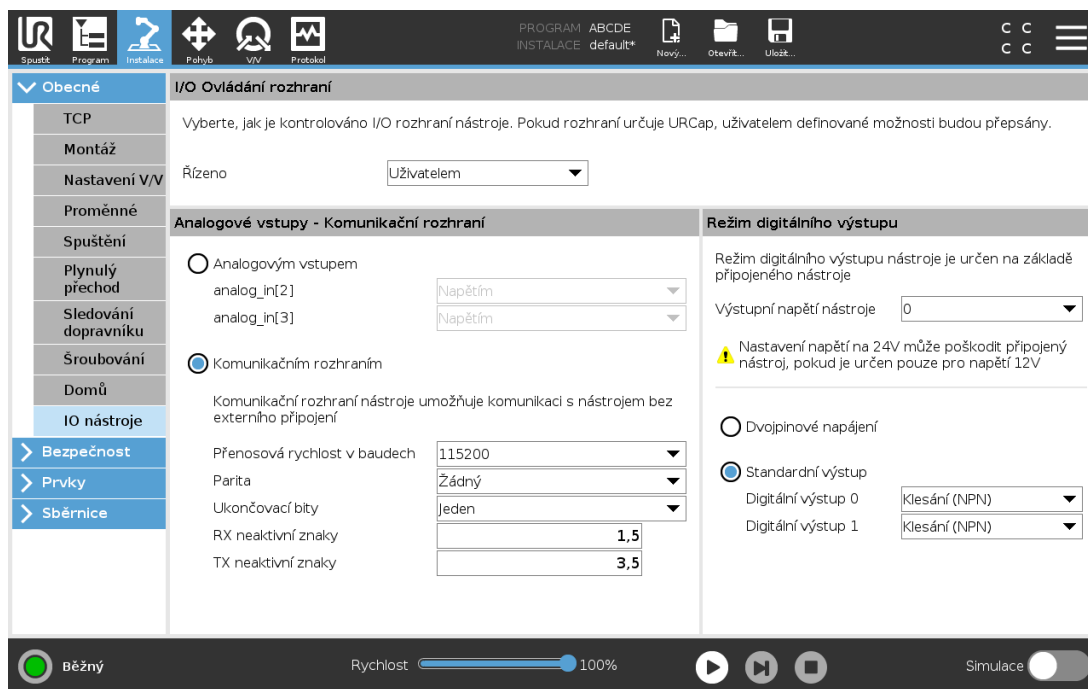 UR
Spustit
Program
Instalace
Pohyb
V/V
Protokol
PROGRAM ABCDE
INSTALACE default*
Nový...
Otevřít...
Uložit...
C C
C C
Obecné
TCP
Montáž
Nastavení V/V
Proměnné
Spuštění
Plynulý
přechod
Sledování
dopravníku
Šroubování
Domů
IO nástroje
Bezpečnost
Prvky
Sběrnice
I/O Ovládání rozhraní
Vyberte, jak je kontrolováno I/O rozhraní nástroje. Pokud rozhraní určuje URCap, uživatelem definované možnosti budou přepsány.
Řízeno Uživatelem
Analogové vstupy - Komunikační rozhraní
Analogovým vstupem
analog_in[2] Napětím
analog_in[3] Napětím
Komunikačním rozhraním
Komunikační rozhraní nástroje umožňuje komunikaci s nástrojem bez
externího připojení
Přenosová rychlost v baudech 115200
Parita Žádný
Ukončovací bity Jeden
RX neaktivní znaky 1,5
TX neaktivní znaky 3,5
Režim digitálního výstupu
Režim digitálního výstupu nástroje je určen na základě
připojeného nástroje
Výstupní napětí nástroje 0
Nastavení napětí na 24V může poškodit připojený
nástroj, pokud je určen pouze pro napětí 12V
Dvojpinové napájení
Standardní výstup
Digitální výstup 0 Klesání (NPN)
Digitální výstup 1 Klesání (NPN)
Běžný
Rychlost 100%
Simulace